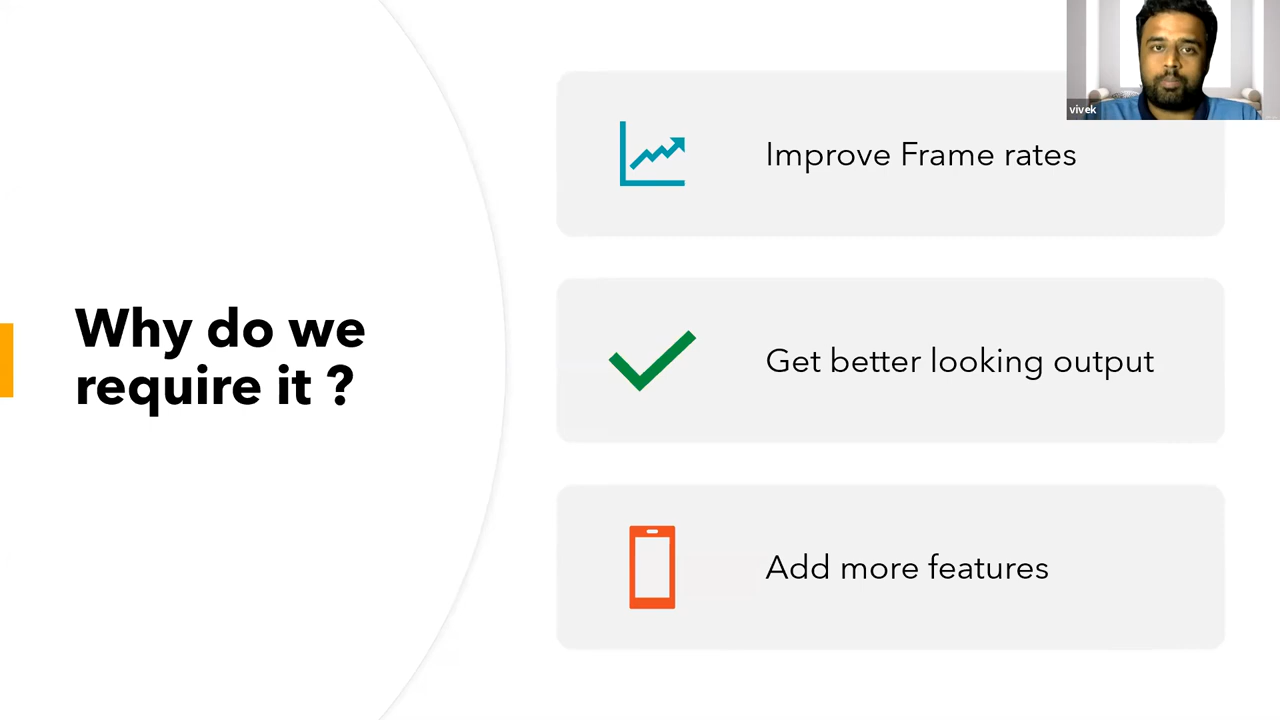 vivek
Improve Frame rates
Why do we
require it ?
Get better looking output
Add more features